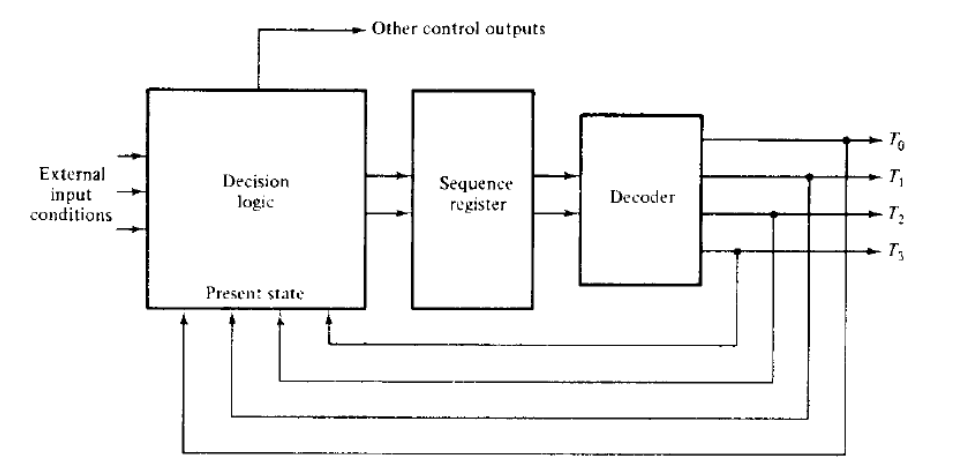 Other control outputs
External
input
conditions
Decision
logic
Present state
Sequence
register
Decoder
T0
T1
T2
T3